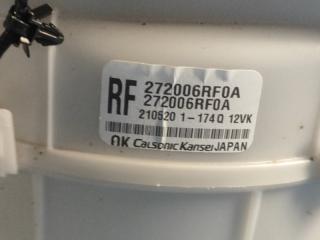 RF 272006RF0A
272006RF0A
210520 1-174Q 12VK
OK Calsonic Kansei JAPAN